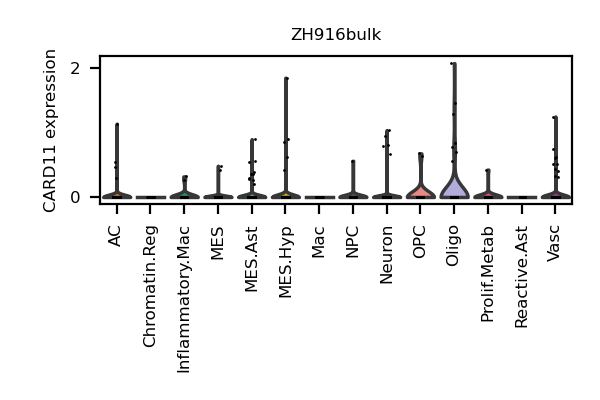 ZH916bulk
CARD11 expression
2
0
AC
Chromatin.Reg
Inflammatory.Mac
MES
MES.Ast
MES.Hyp
Mac
NPC
Neuron
OPC
Oligo
Prolif.Metab
Reactive.Ast
Vasc